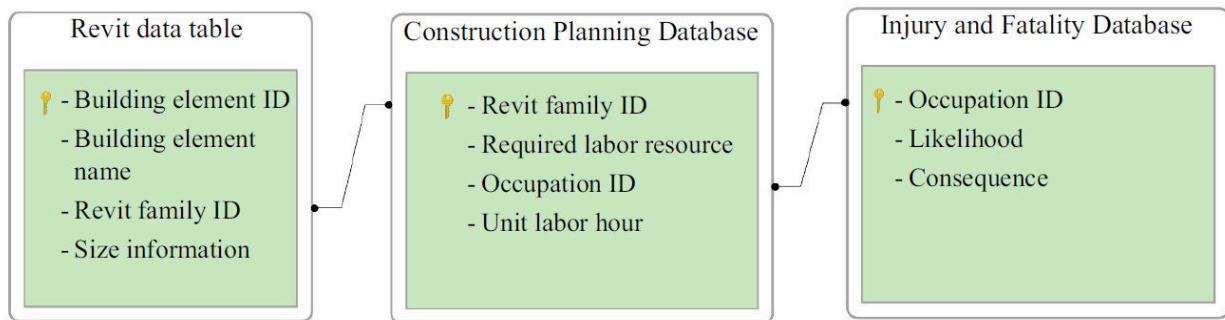 Revit data table
- Building element ID
- Building element
name
- Revit family ID
- Size information
Construction Planning Database
- Revit family ID
- Required labor resource
- Occupation ID
- Unit labor hour
Injury and Fatality Database
- Occupation ID
- Likelihood
- Consequence